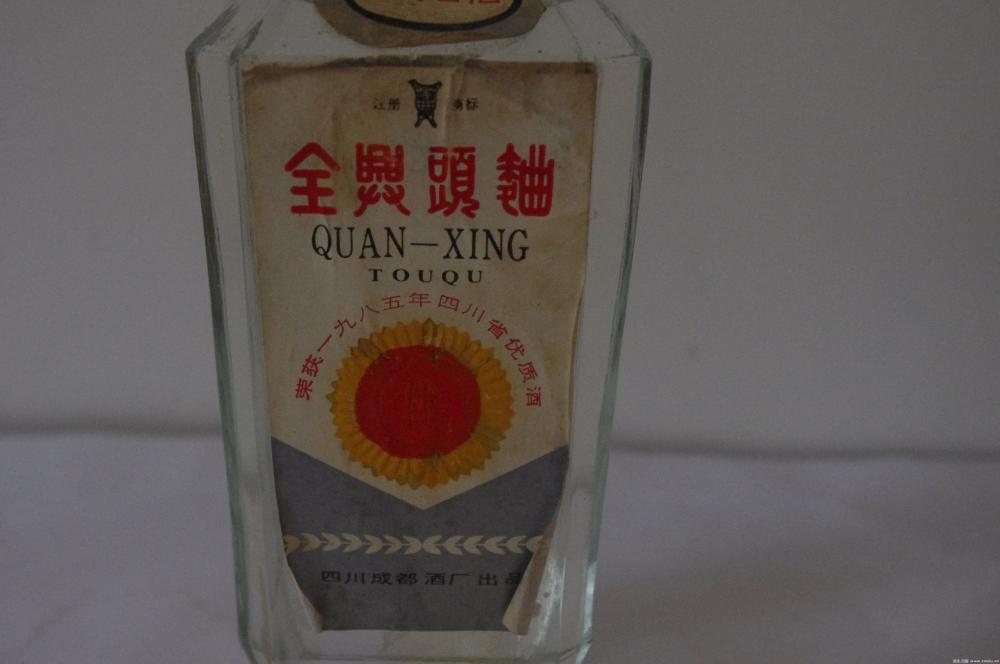 酒
注册 商标
全興頭麯
QUAN—XING
TOUQU
荣获一九八五年四川省优质酒
四川成都酒厂出品